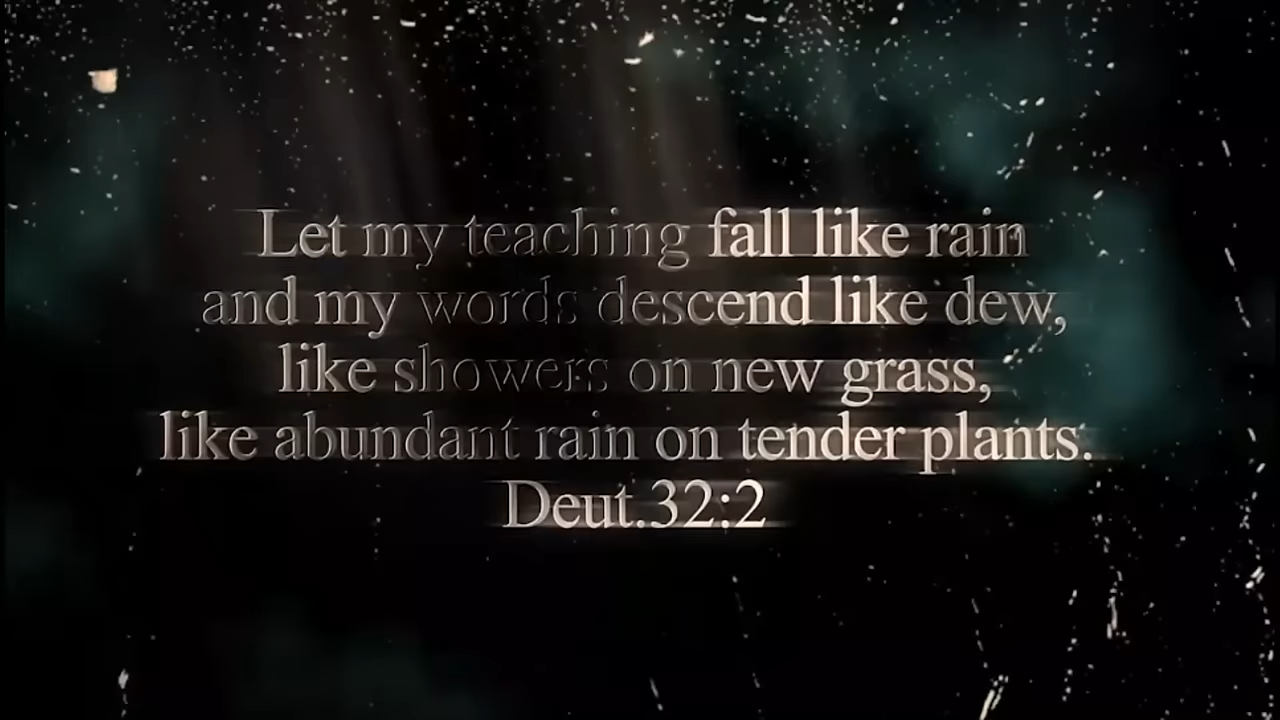 Let my teaching fall like rain
and my words descend like dew,
like showers on new grass,
like abundant rain on tender plants.
Deut.32:2